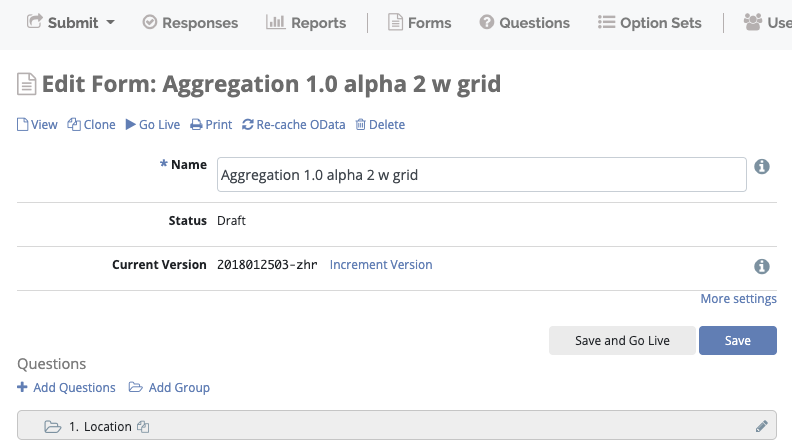 Submit Responses Reports Forms Questions Option Sets Use
Edit Form: Aggregation 1.0 alpha 2 w grid
View Clone Go Live Print Re-cache OData Delete
* Name Aggregation 1.0 alpha 2 w grid
Status Draft
Current Version 2018012503-zhr Increment Version
More settings
Save and Go Live Save
Questions
Add Questions Add Group
1. Location